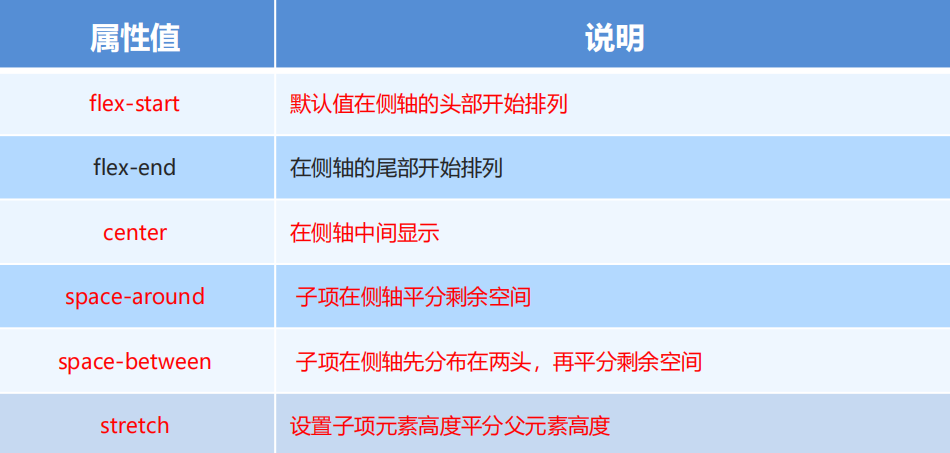 属性值 说明
flex-start 默认值在侧轴的头部开始排列
flex-end 在侧轴的尾部开始排列
center 在侧轴中间显示
space-around 子项在侧轴平分剩余空间
space-between 子项在侧轴先分布在两头，再平分剩余空间
stretch 设置子项元素高度平分父元素高度